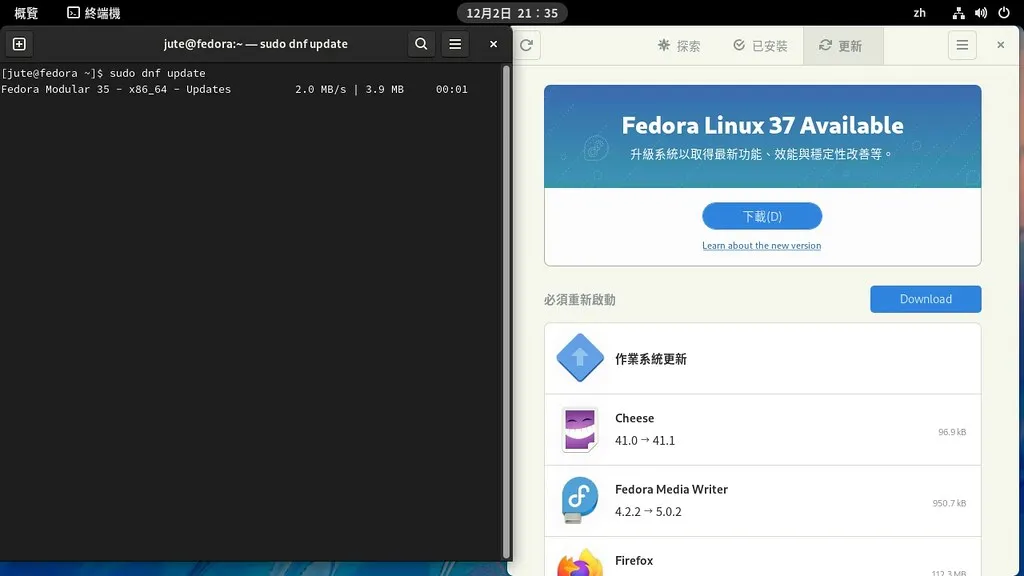 概覽
終端機
12月2日 21：35
zh
jute@fedora:~ — sudo dnf update
[jute@fedora ~]$ sudo dnf update
Fedora Modular 35 - x86_64 - Updates 2.0 MB/s | 3.9 MB 00:01
探索
已安裝
更新
Fedora Linux 37 Available
升級系統以取得最新功能、效能與穩定性改善等。
下載(D)
Learn about the new version
必須重新啟動
Download
作業系統更新
Cheese
41.0 → 41.1
96.9 kB
Fedora Media Writer
4.2.2 → 5.0.2
950.7 kB
Firefox
112.3 MB